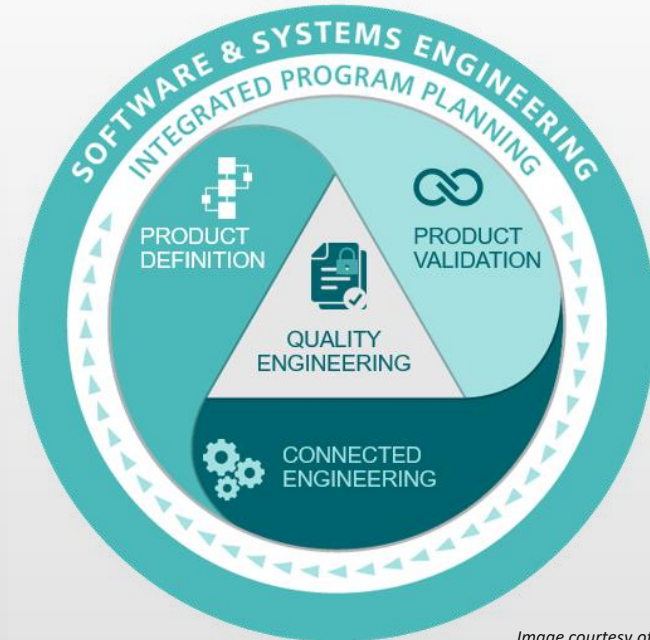 SOFTWARE & SYSTEMS ENGINEERING
INTEGRATED PROGRAM PLANNING
PRODUCT
DEFINITION
PRODUCT
VALIDATION
QUALITY
ENGINEERING
CONNECTED
ENGINEERING
Image courtesy of